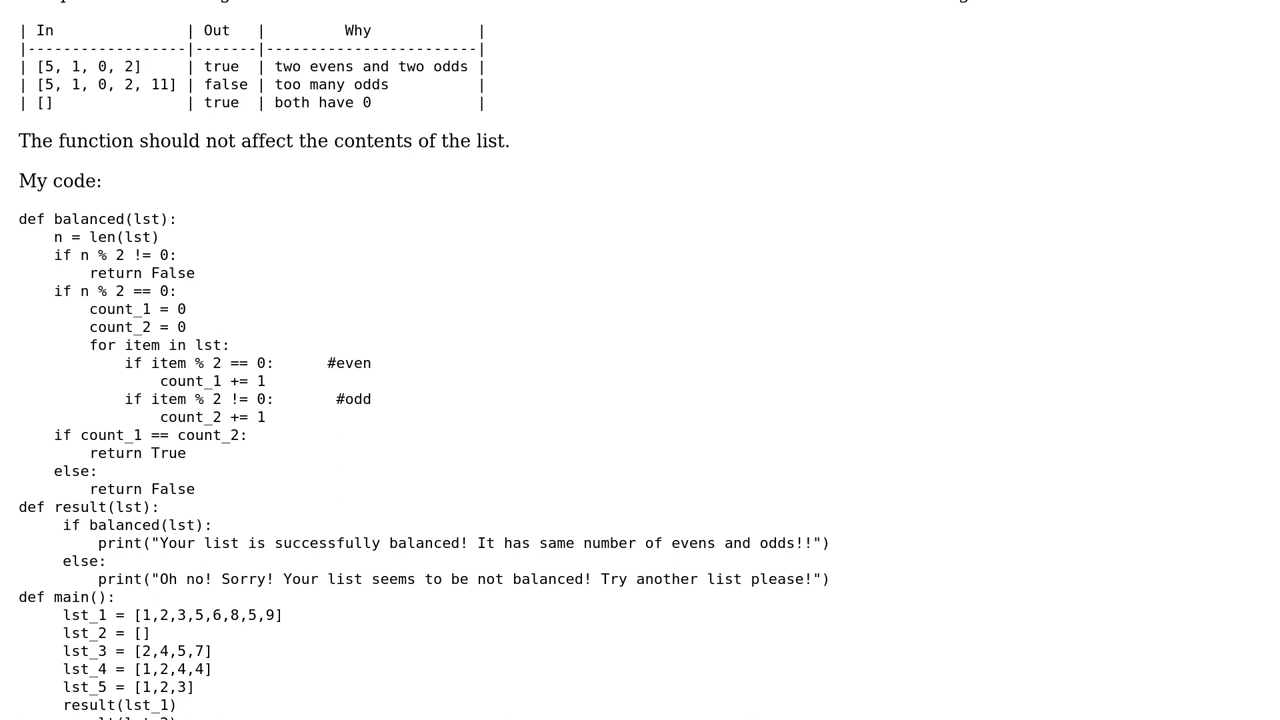 | In               | Out   |         Why            |
|------------------|-------|------------------------|
| [5, 1, 0, 2]     | true  | two evens and two odds |
| [5, 1, 0, 2, 11] | false | too many odds          |
| []               | true  | both have 0            |
The function should not affect the contents of the list.
My code:
def balanced(lst):
    n = len(lst)
    if n % 2 != 0:
        return False
    if n % 2 == 0:
        count_1 = 0
        count_2 = 0
        for item in lst:
            if item % 2 == 0:      #even
                count_1 += 1
            if item % 2 != 0:       #odd
                count_2 += 1
    if count_1 == count_2:
        return True
    else:
        return False
def result(lst):
     if balanced(lst):
         print("Your list is successfully balanced! It has same number of evens and odds!!")
     else:
         print("Oh no! Sorry! Your list seems to be not balanced! Try another list please!")
def main():
     lst_1 = [1,2,3,5,6,8,5,9]
     lst_2 = []
     lst_3 = [2,4,5,7]
     lst_4 = [1,2,4,4]
     lst_5 = [1,2,3]
     result(lst_1)